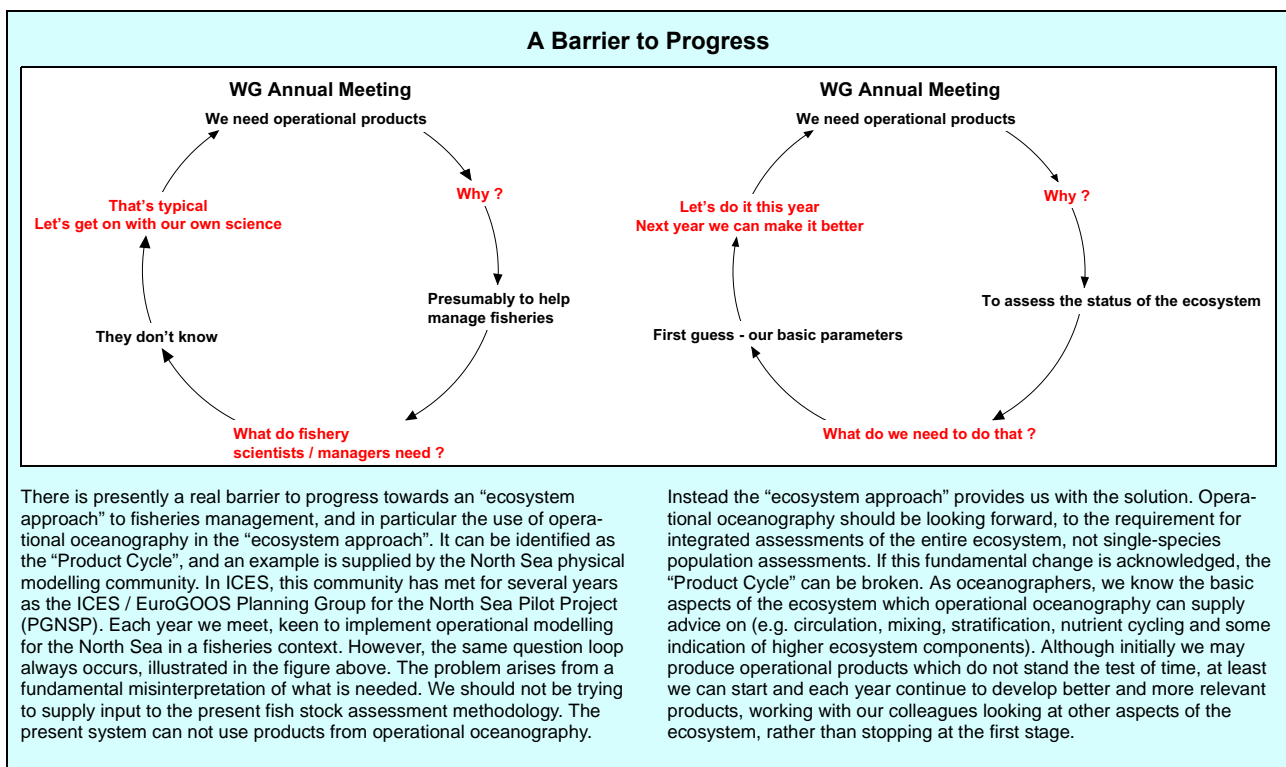 A Barrier to Progress
WG Annual Meeting
We need operational products
Why ?
Presumably to help
manage fisheries
What do fishery
scientists / managers need ?
They don't know
That's typical
Let's get on with our own science
WG Annual Meeting
We need operational products
Why ?
To assess the status of the ecosystem
What do we need to do that ?
First guess - our basic parameters
Let's do it this year
Next year we can make it better
There is presently a real barrier to progress towards an “ecosystem
approach” to fisheries management, and in particular the use of oper-
ational oceanography in the “ecosystem approach”. It can be identified as
the “Product Cycle”, and an example is supplied by the North Sea physical
modelling community. In ICES, this community has met for several years
as the ICES / EuroGOOS Planning Group for the North Sea Pilot Project
(PGNSP). Each year we meet, keen to implement operational modelling
for the North Sea in a fisheries context. However, the same question loop
always occurs, illustrated in the figure above. The problem arises from a
fundamental misinterpretation of what is needed. We should not be trying
to supply input to the present fish stock assessment methodology. The
present system can not use products from operational oceanography.
Instead the “ecosystem approach” provides us with the solution. Opera-
tional oceanography should be looking forward, to the requirement for
integrated assessments of the entire ecosystem, not single-species
population assessments. If this fundamental change is acknowledged, the
“Product Cycle” can be broken. As oceanographers, we know the basic
aspects of the ecosystem which operational oceanography can supply
advice on (e.g. circulation, mixing, stratification, nutrient cycling and some
indication of higher ecosystem components). Although initially we may
produce operational products which do not stand the test of time, at least
we can start and each year continue to develop better and more relevant
products, working with our colleagues looking at other aspects of the
ecosystem, rather than stopping at the first stage.